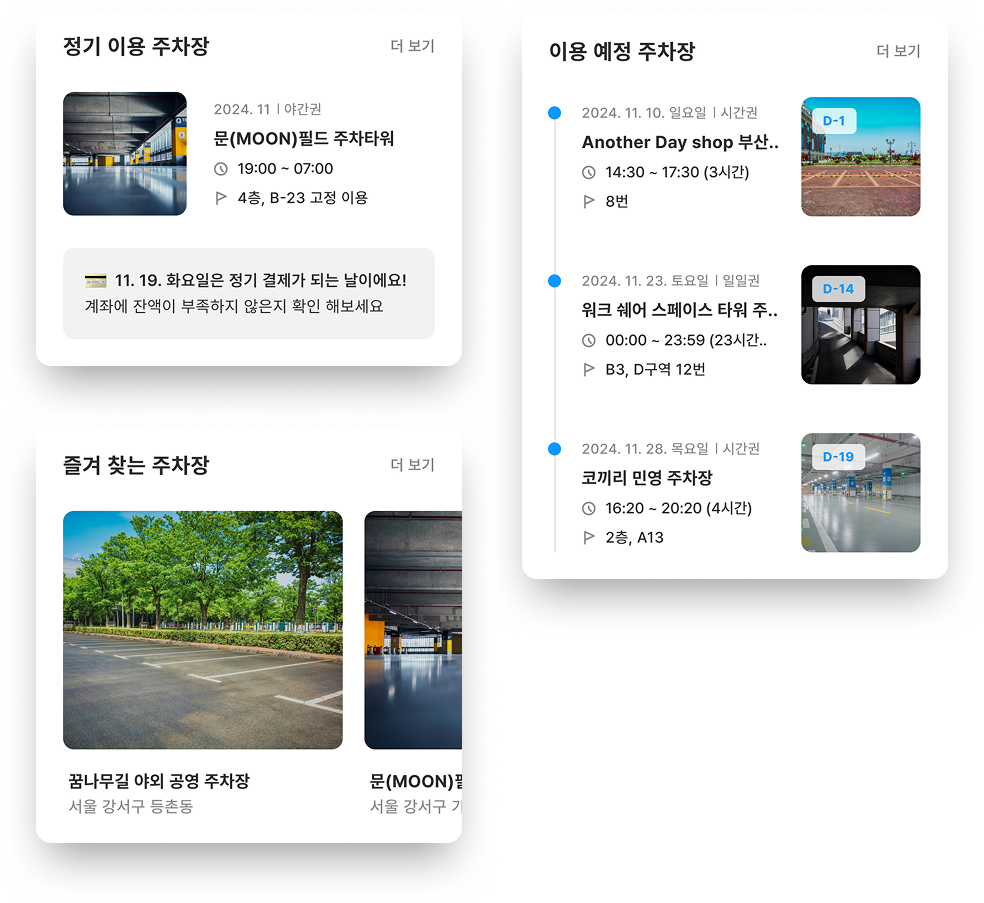 정기 이용 주차장
더 보기
2024. 11 | 야간권
문(MOON)필드 주차타워
19:00 ~ 07:00
4층, B-23 고정 이용
💳 11. 19. 화요일은 정기 결제가 되는 날이에요!
계좌에 잔액이 부족하지 않은지 확인 해보세요
즐겨 찾는 주차장
더 보기
꿈나무길 야외 공영 주차장
서울 강서구 등촌동
문(MOON)필
서울 강서구
이용 예정 주차장
더 보기
2024. 11. 10. 일요일 | 시간권
Another Day shop 부산..
14:30 ~ 17:30 (3시간)
8번
D-1
2024. 11. 23. 토요일 | 일일권
워크 쉐어 스페이스 타워 주..
00:00 ~ 23:59 (23시간..
B3, D구역 12번
D-14
2024. 11. 28. 목요일 | 시간권
코끼리 민영 주차장
16:20 ~ 20:20 (4시간)
2층, A13
D-19